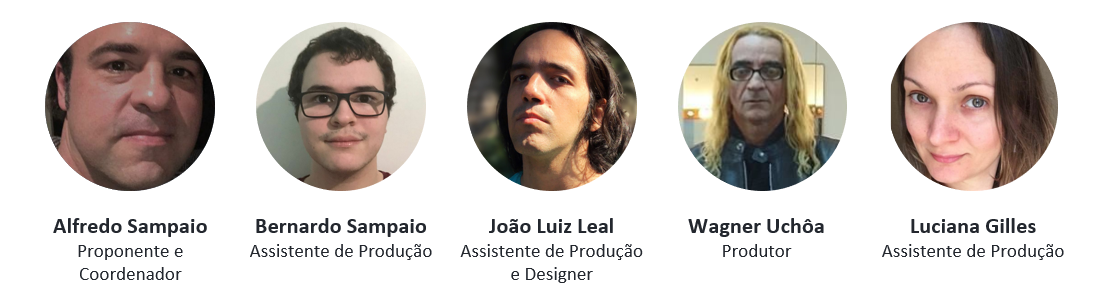 Alfredo Sampaio
Proponente e
Coordenador
Bernardo Sampaio
Assistente de Produção
João Luiz Leal
Assistente de Produção
e Designer
Wagner Uchôa
Produtor
Luciana Gilles
Assistente de Produção